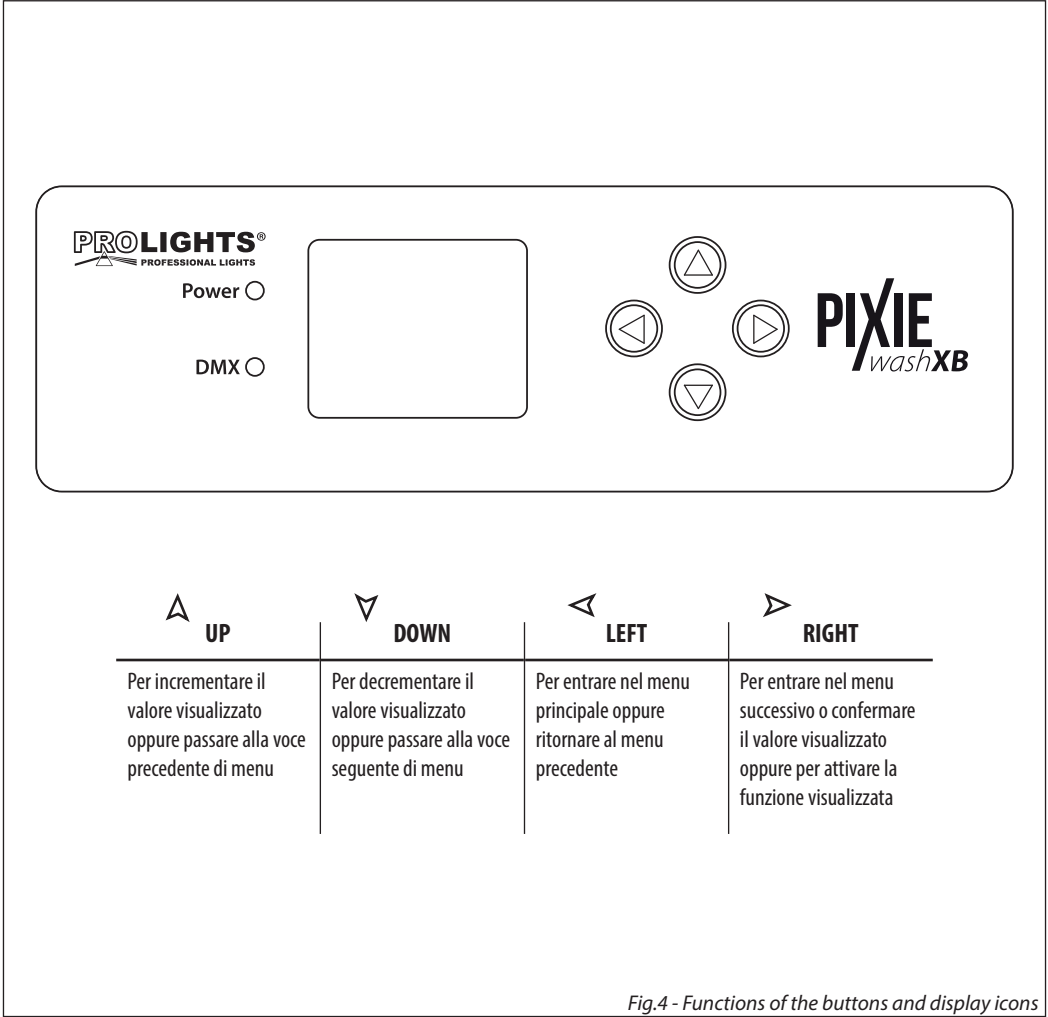 PROLIGHTS®
PROFESSIONAL LIGHTS
Power
DMX
PIXIE
washXB
UP
Per incrementare il
valore visualizzato
oppure passare alla voce
precedente di menu
DOWN
Per decrementare il
valore visualizzato
oppure passare alla voce
seguente di menu
LEFT
Per entrare nel menu
principale oppure
ritornare al menu
precedente
RIGHT
Per entrare nel menu
successivo o confermare
il valore visualizzato
oppure per attivare la
funzione visualizzata
Fig.4 - Functions of the buttons and display icons